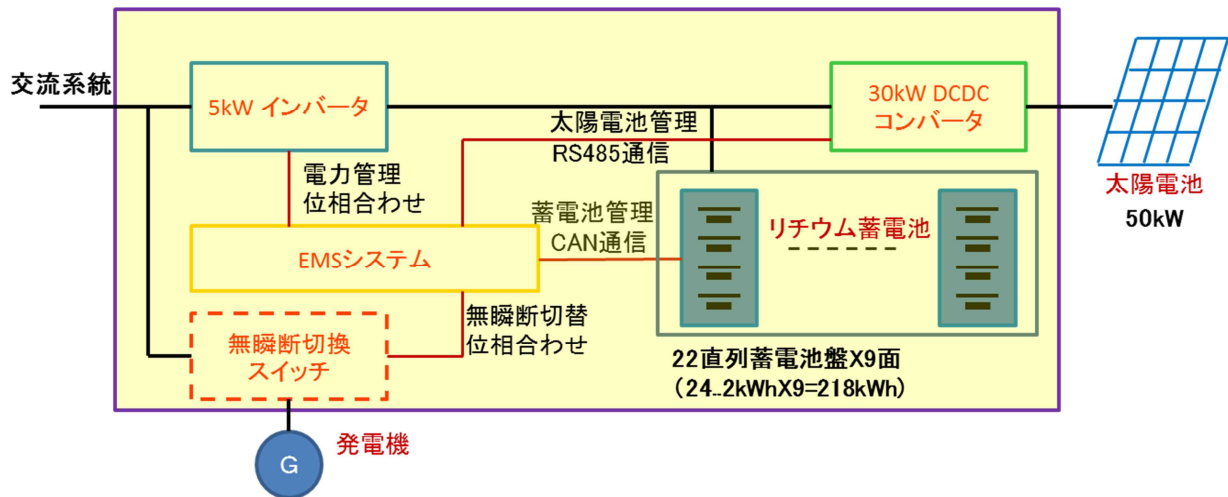 交流系統
5kW インバータ
30kW DCDC
コンバータ
太陽電池管理
RS485通信
太陽電池
50kW
電力管理
位相合わせ
蓄電池管理
CAN通信
リチウム蓄電池
EMSシステム
無瞬断切替
位相合わせ
無瞬断切換
スイッチ
22直列蓄電池盤X9面
（24..2kWhX9=218kWh）
発電機
G